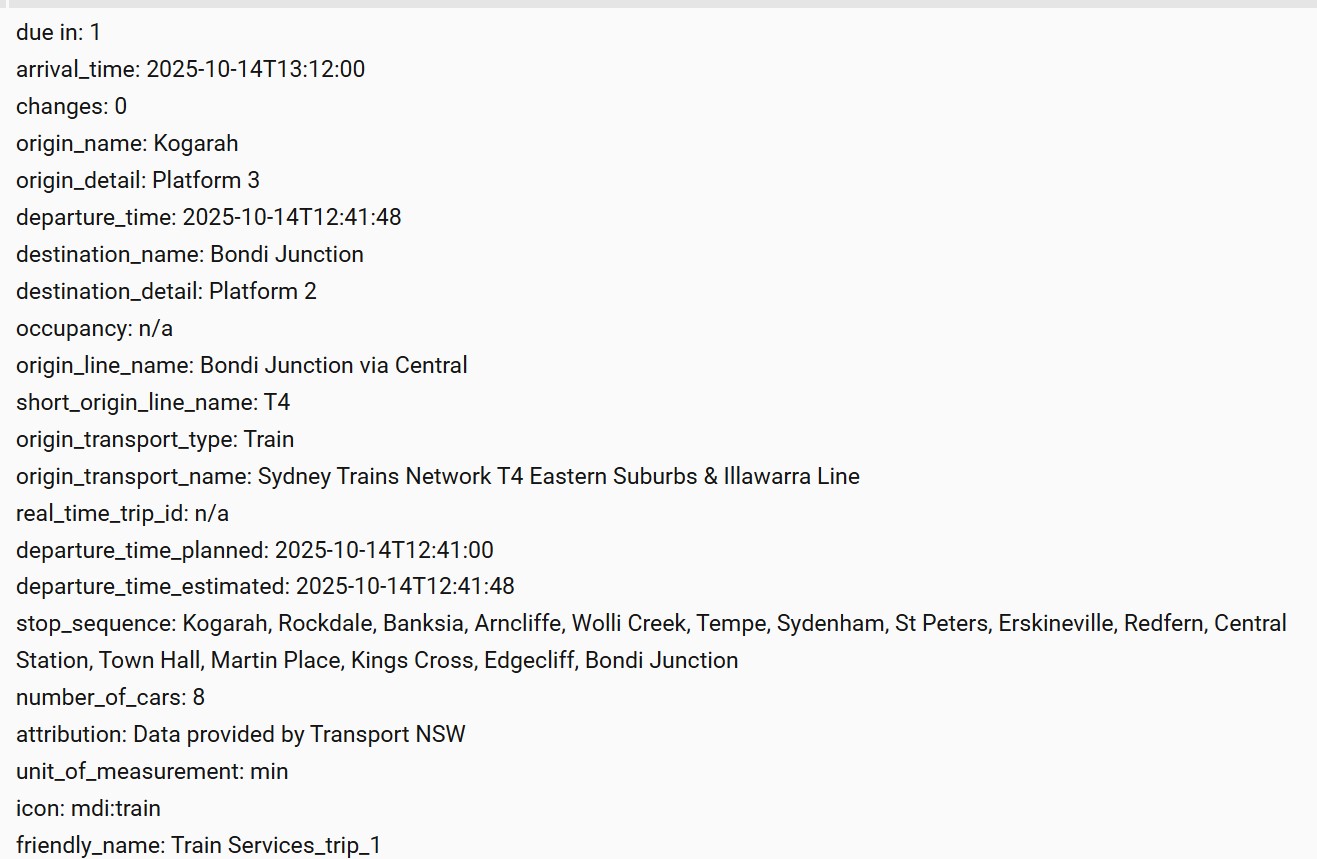 due in: 1
arrival_time: 2025-10-14T13:12:00
changes: 0
origin_name: Kogarah
origin_detail: Platform 3
departure_time: 2025-10-14T12:41:48
destination_name: Bondi Junction
destination_detail: Platform 2
occupancy: n/a
origin_line_name: Bondi Junction via Central
short_origin_line_name: T4
origin_transport_type: Train
origin_transport_name: Sydney Trains Network T4 Eastern Suburbs & Illawarra Line
real_time_trip_id: n/a
departure_time_planned: 2025-10-14T12:41:00
departure_time_estimated: 2025-10-14T12:41:48
stop_sequence: Kogarah, Rockdale, Banksia, Arncliffe, Wolli Creek, Tempe, Sydenham, St Peters, Erskineville, Redfern, Central
Station, Town Hall, Martin Place, Kings Cross, Edgecliff, Bondi Junction
number_of_cars: 8
attribution: Data provided by Transport NSW
unit_of_measurement: min
icon: mdi:train
friendly_name: Train Services_trip_1